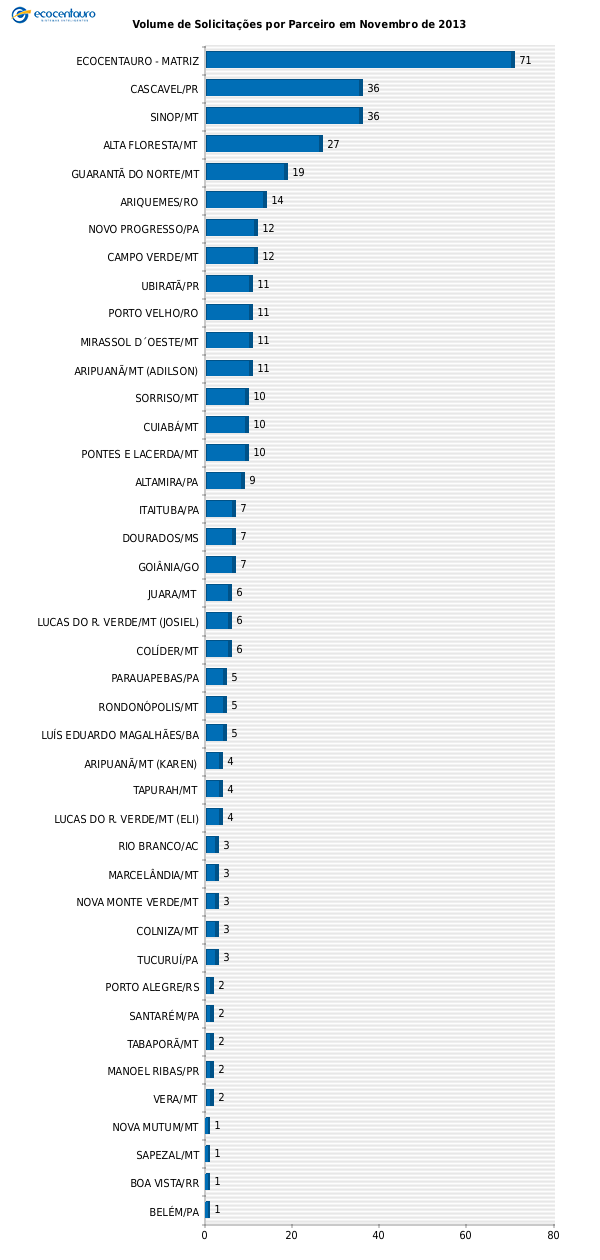 ecocentauro
Volume de Solicitações por Parceiro em Novembro de 2013
ECOCENTAURO - MATRIZ 71
CASCAVEL/PR 36
SINOP/MT 36
ALTA FLORESTA/MT 27
GUARANTÃ DO NORTE/MT 19
ARIQUEMES/RO 14
NOVO PROGRESSO/PA 12
CAMPO VERDE/MT 12
UBIRATÃ/PR 11
PORTO VELHO/RO 11
MIRASSOL D´OESTE/MT 11
ARIPUANÃ/MT (ADILSON) 11
SORRISO/MT 10
CUIABÁ/MT 10
PONTES E LACERDA/MT 10
ALTAMIRA/PA 9
ITAITUBA/PA 7
DOURADOS/MS 7
GOIÂNIA/GO 7
JUARA/MT 6
LUCAS DO R. VERDE/MT (JOSIEL) 6
COLÍDER/MT 6
PARAUAPEBAS/PA 5
RONDONÓPOLIS/MT 5
LUÍS EDUARDO MAGALHÃES/BA 5
ARIPUANÃ/MT (KAREN) 4
TAPURAH/MT 4
LUCAS DO R. VERDE/MT (ELI) 4
RIO BRANCO/AC 3
MARCELÂNDIA/MT 3
NOVA MONTE VERDE/MT 3
COLNIZA/MT 3
TUCURUÍ/PA 3
PORTO ALEGRE/RS 2
SANTARÉM/PA 2
TABAPORÃ/MT 2
MANOEL RIBAS/PR 2
VERA/MT 2
NOVA MUTUM/MT 1
SAPEZAL/MT 1
BOA VISTA/RR 1
BELÉM/PA 1
0 20 40 60 80